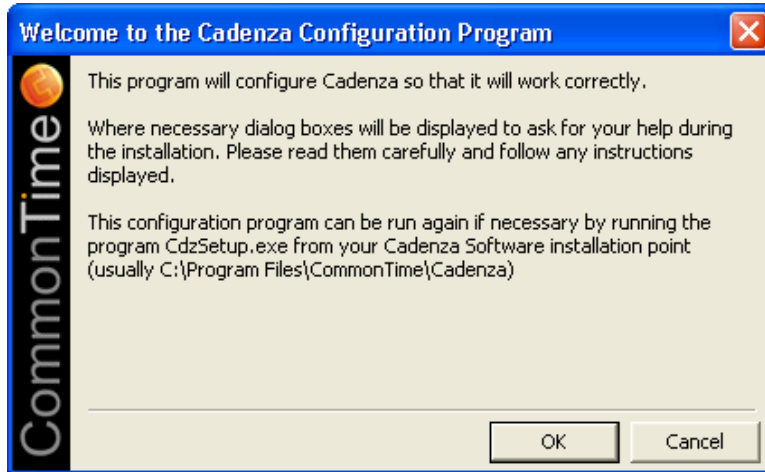 Welcome to the Cadenza Configuration Program
CommonTime
This program will configure Cadenza so that it will work correctly.
Where necessary dialog boxes will be displayed to ask for your help during
the installation. Please read them carefully and follow any instructions
displayed.
This configuration program can be run again if necessary by running the
program CdzSetup.exe from your Cadenza Software installation point
(usually C:\Program Files\CommonTime\Cadenza)
OK
Cancel